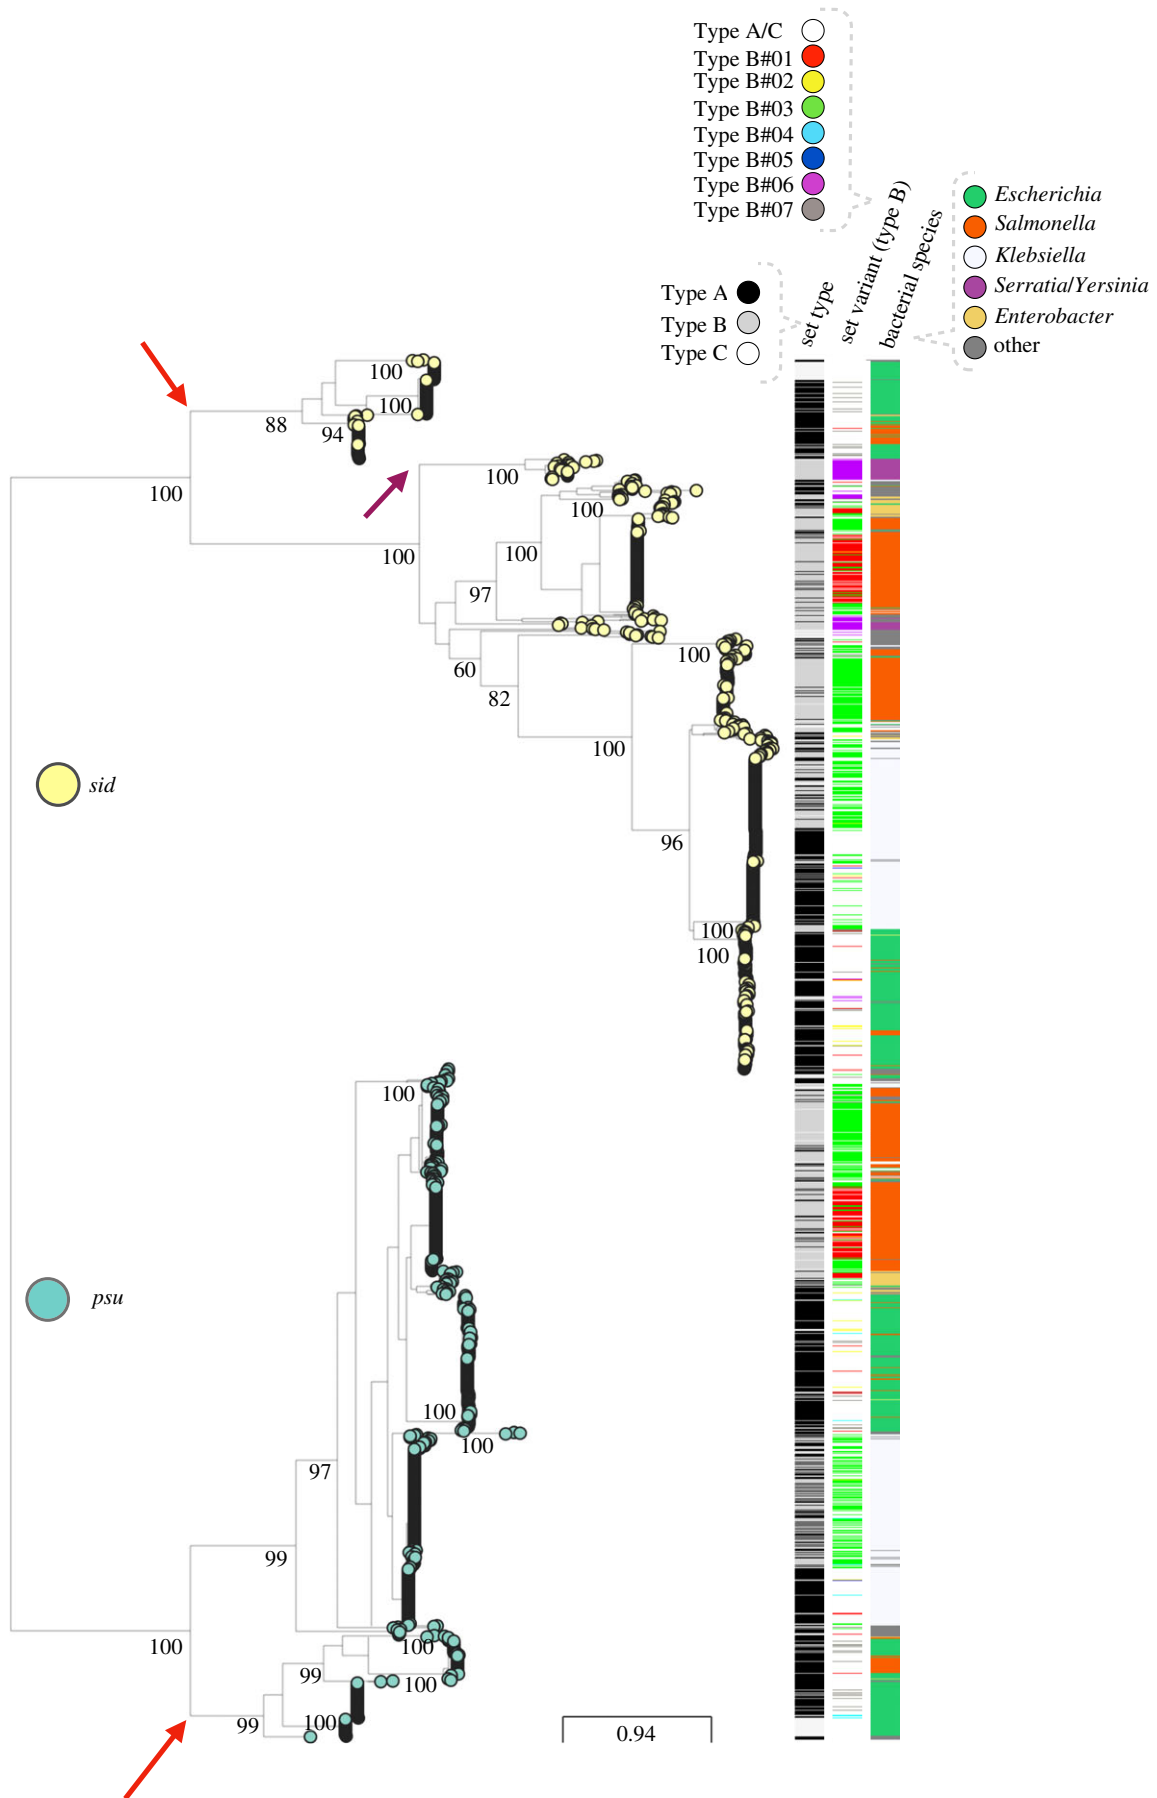 Type A/C
Type B#01
Type B#02
Type B#03
Type B#04
Type B#05
Type B#06
Type B#07
Type A
Type B
Type C
set type
set variant (type B)
bacterial species
Escherichia
Salmonella
Klebsiella
Serratia/Yersinia
Enterobacter
other
100
100
88
94
100
100
100
100
100
97
100
60
82
100
sid
96
100
100
100
psu
100
100
97
99
100
100
99
100
99
100
0.94